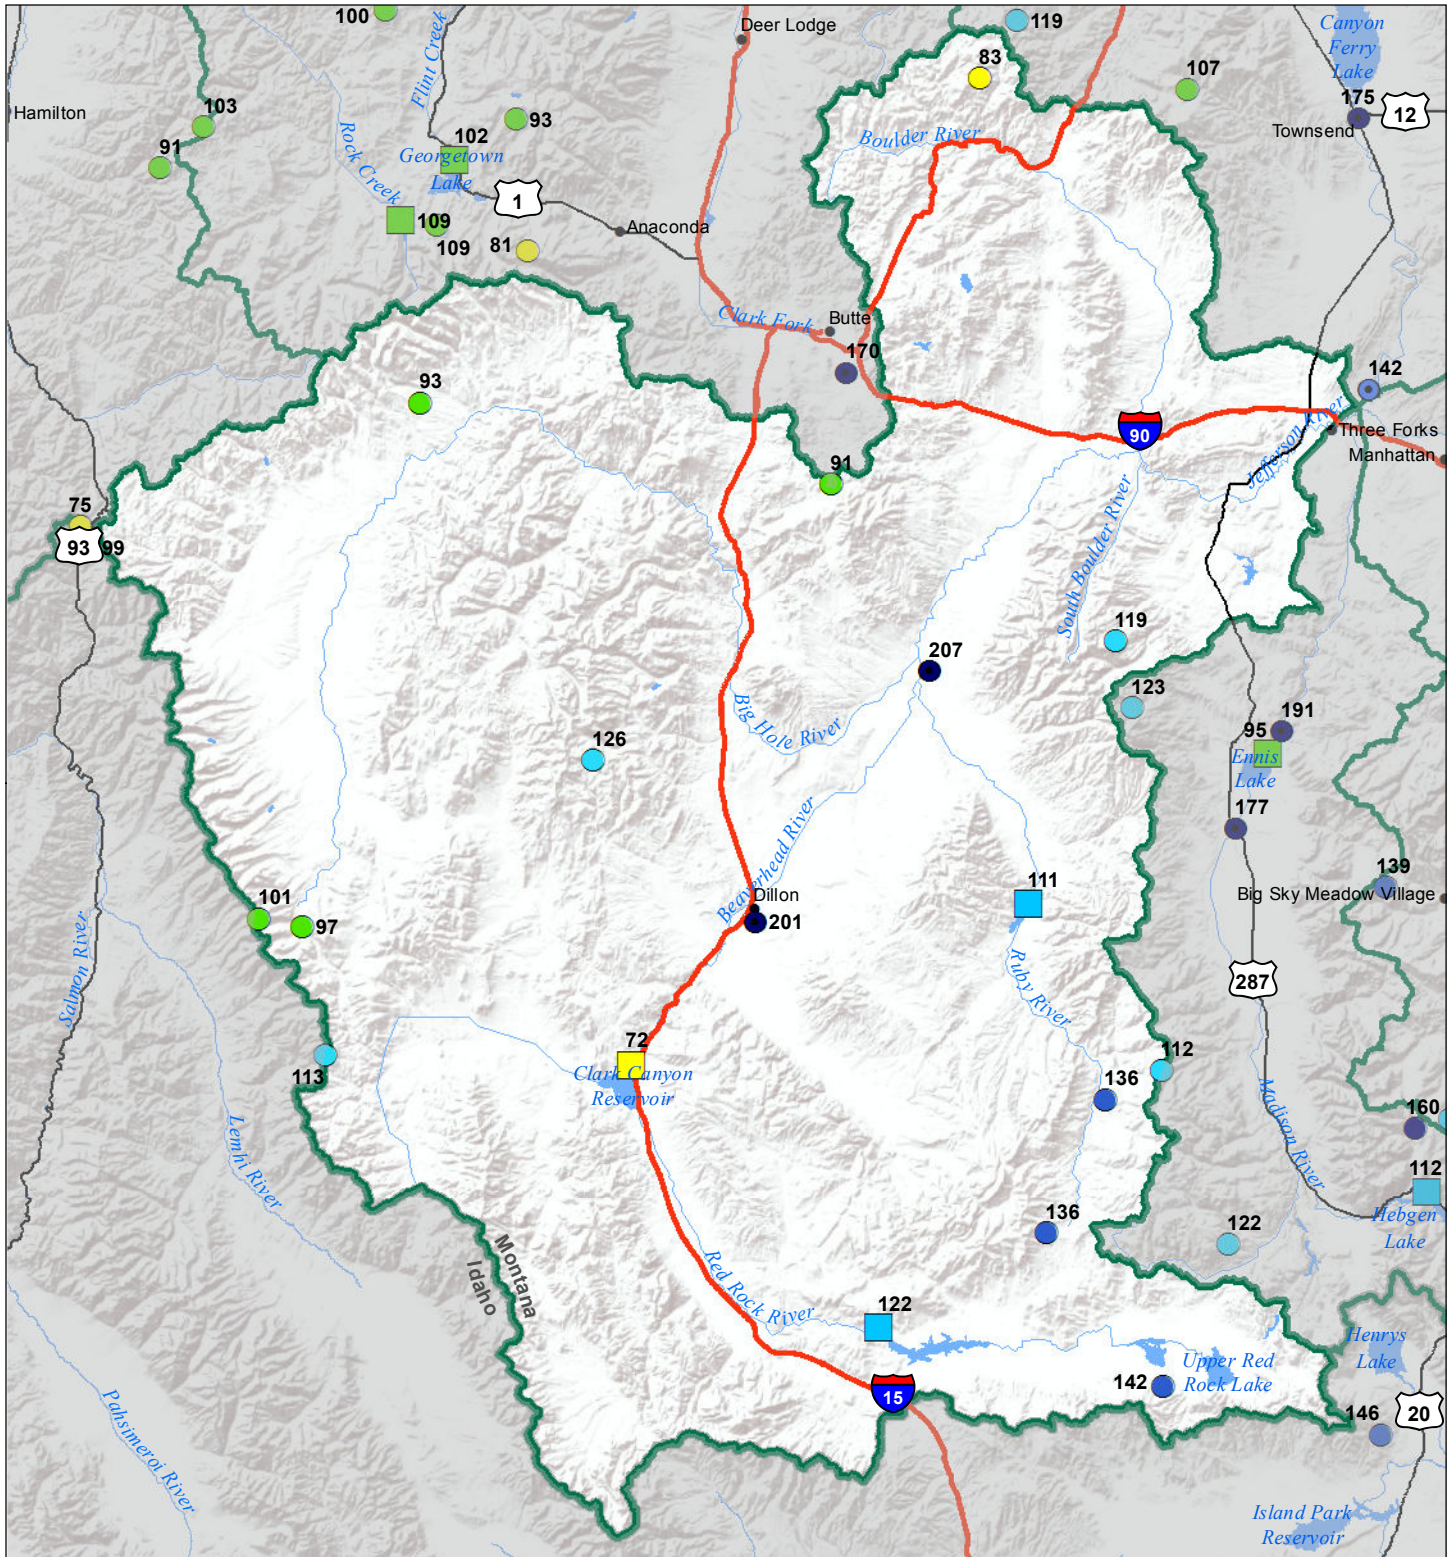 100
Flint Creek
Deer Lodge
119
83
Canyon
Ferry
Lake
107
175
12
Townsend
Hamilton
103
93
91
Rock Creek
102
Georgetown
Lake
Boulder River
1
109
109
Anaconda
81
Clark Fork
Butte
170
93
142
90
Three Forks
Manhattan
Jefferson River
91
75
93
99
South Boulder River
119
207
123
Big Hole River
191
95
Ennis
Lake
126
177
Beaverhead River
139
Big Sky Meadow Village
Dillon
201
111
101
97
Salmon River
Ruby River
287
72
Clark Canyon
Reservoir
113
112
136
Madison River
160
Lemhi River
112
Hebgen
Lake
136
122
Montana
Idaho
Red Rock River
122
Henrys
Lake
Upper Red
Rock Lake
142
15
Pahsimeroi River
146
20
Island Park
Reservoir